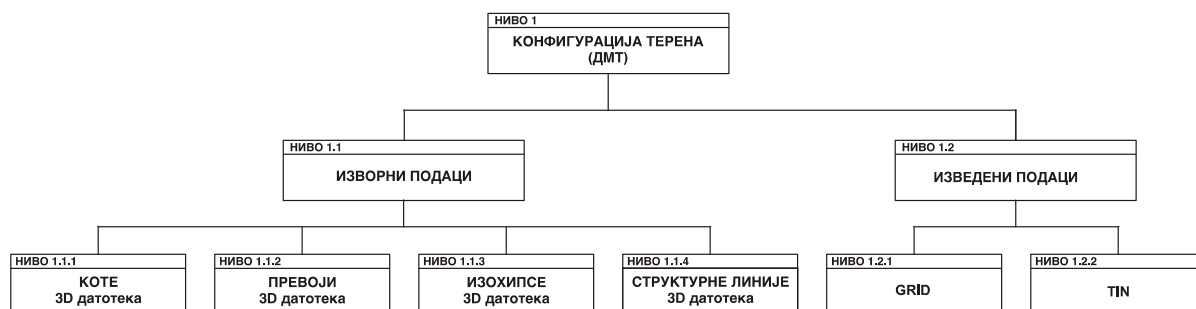 НИВО 1
КОНФИГУРАЦИЈА ТЕРЕНА
(ДМТ)
НИВО 1.1
ИЗВОРНИ ПОДАЦИ
НИВО 1.2
ИЗВЕДЕНИ ПОДАЦИ
НИВО 1.1.1
КОТЕ
3D датотека
НИВО 1.1.2
ПРЕВОЈИ
3D датотека
НИВО 1.1.3
ИЗОХИПСЕ
3D датотека
НИВО 1.1.4
СТРУКТУРНЕ ЛИНИЈЕ
3D датотека
НИВО 1.2.1
GRID
НИВО 1.2.2
TIN